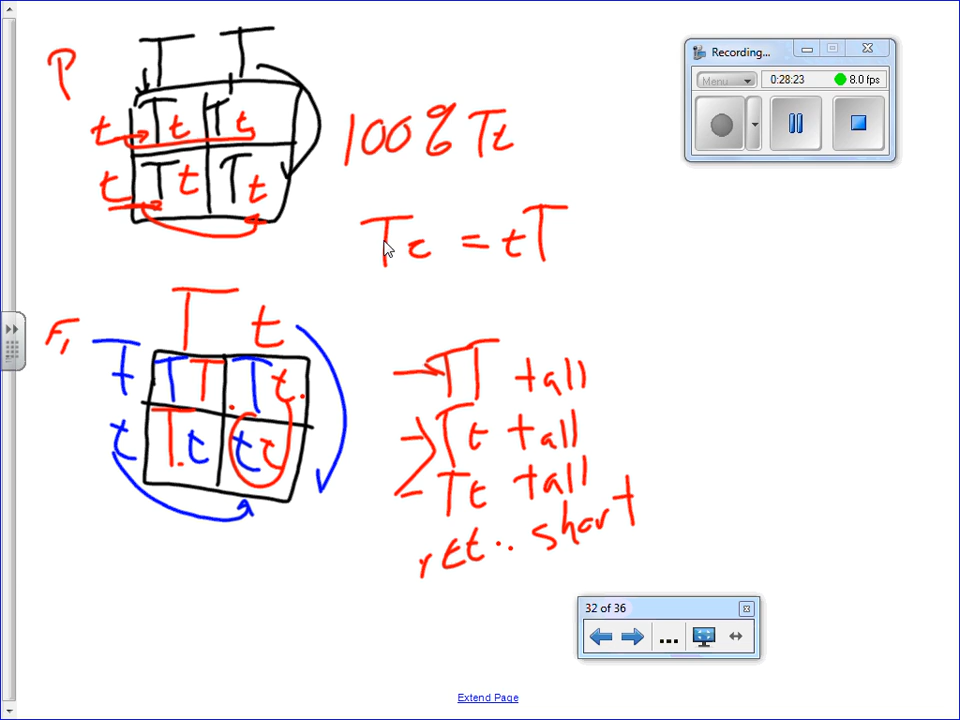 P
T T
t Tt Tt
t Tt Tt
100% Tt
Tt = tT
F1
T t
T TT Tt
t Tt tt
TT tall
Tt tall
Tt tall
tt short
Recording...
Menu
0:28:23
8.0 fps
32 of 36
...
Extend Page